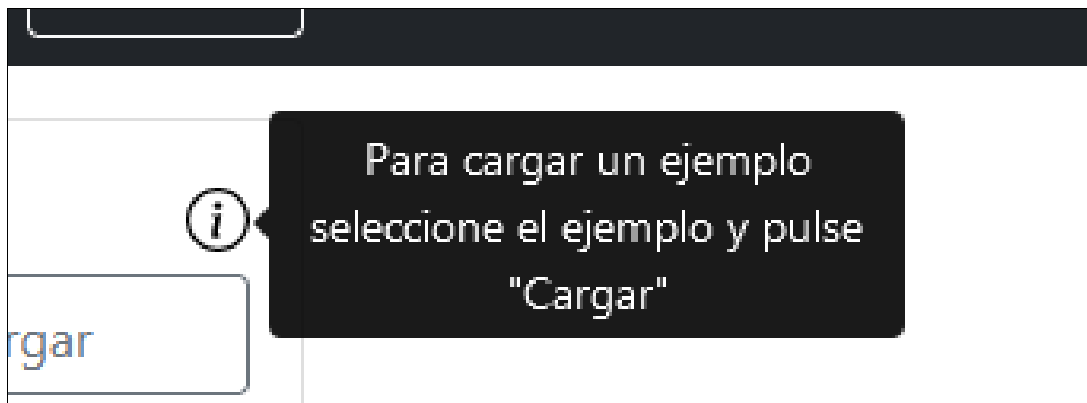 Para cargar un ejemplo
seleccione el ejemplo y pulse
"Cargar"
i
rgar